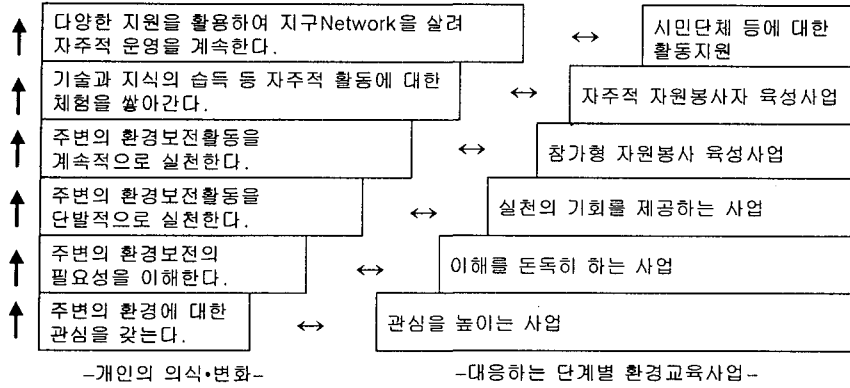 다양한 지원을 활용하여 지구Network을 살려
자주적 운영을 계속한다.
시민단체 등에 대한
활동지원
기술과 지식의 습득 등 자주적 활동에 대한
체험을 쌓아간다.
자주적 자원봉사자 육성사업
주변의 환경보전활동을
계속적으로 실천한다.
참가형 자원봉사 육성사업
주변의 환경보전활동을
단발적으로 실천한다.
실천의 기회를 제공하는 사업
주변의 환경보전의
필요성을 이해한다.
이해를 돈독히 하는 사업
주변의 환경에 대한
관심을 갖는다.
관심을 높이는 사업
–개인의 의식•변화–
–대응하는 단계별 환경교육사업–